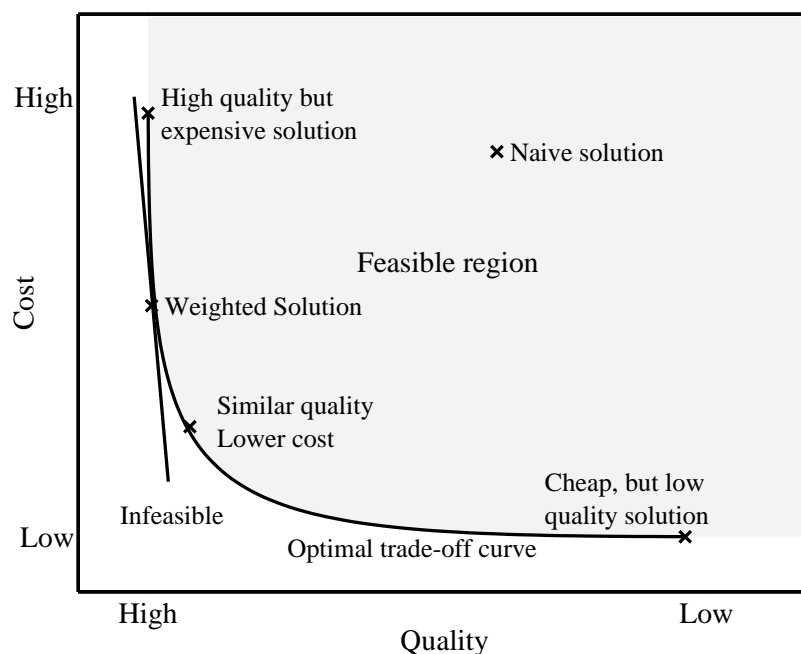 High
High quality but
expensive solution
Naive solution
Feasible region
Cost
Weighted Solution
Similar quality
Lower cost
Cheap, but low
quality solution
Infeasible
Low
Optimal trade-off curve
High
Low
Quality